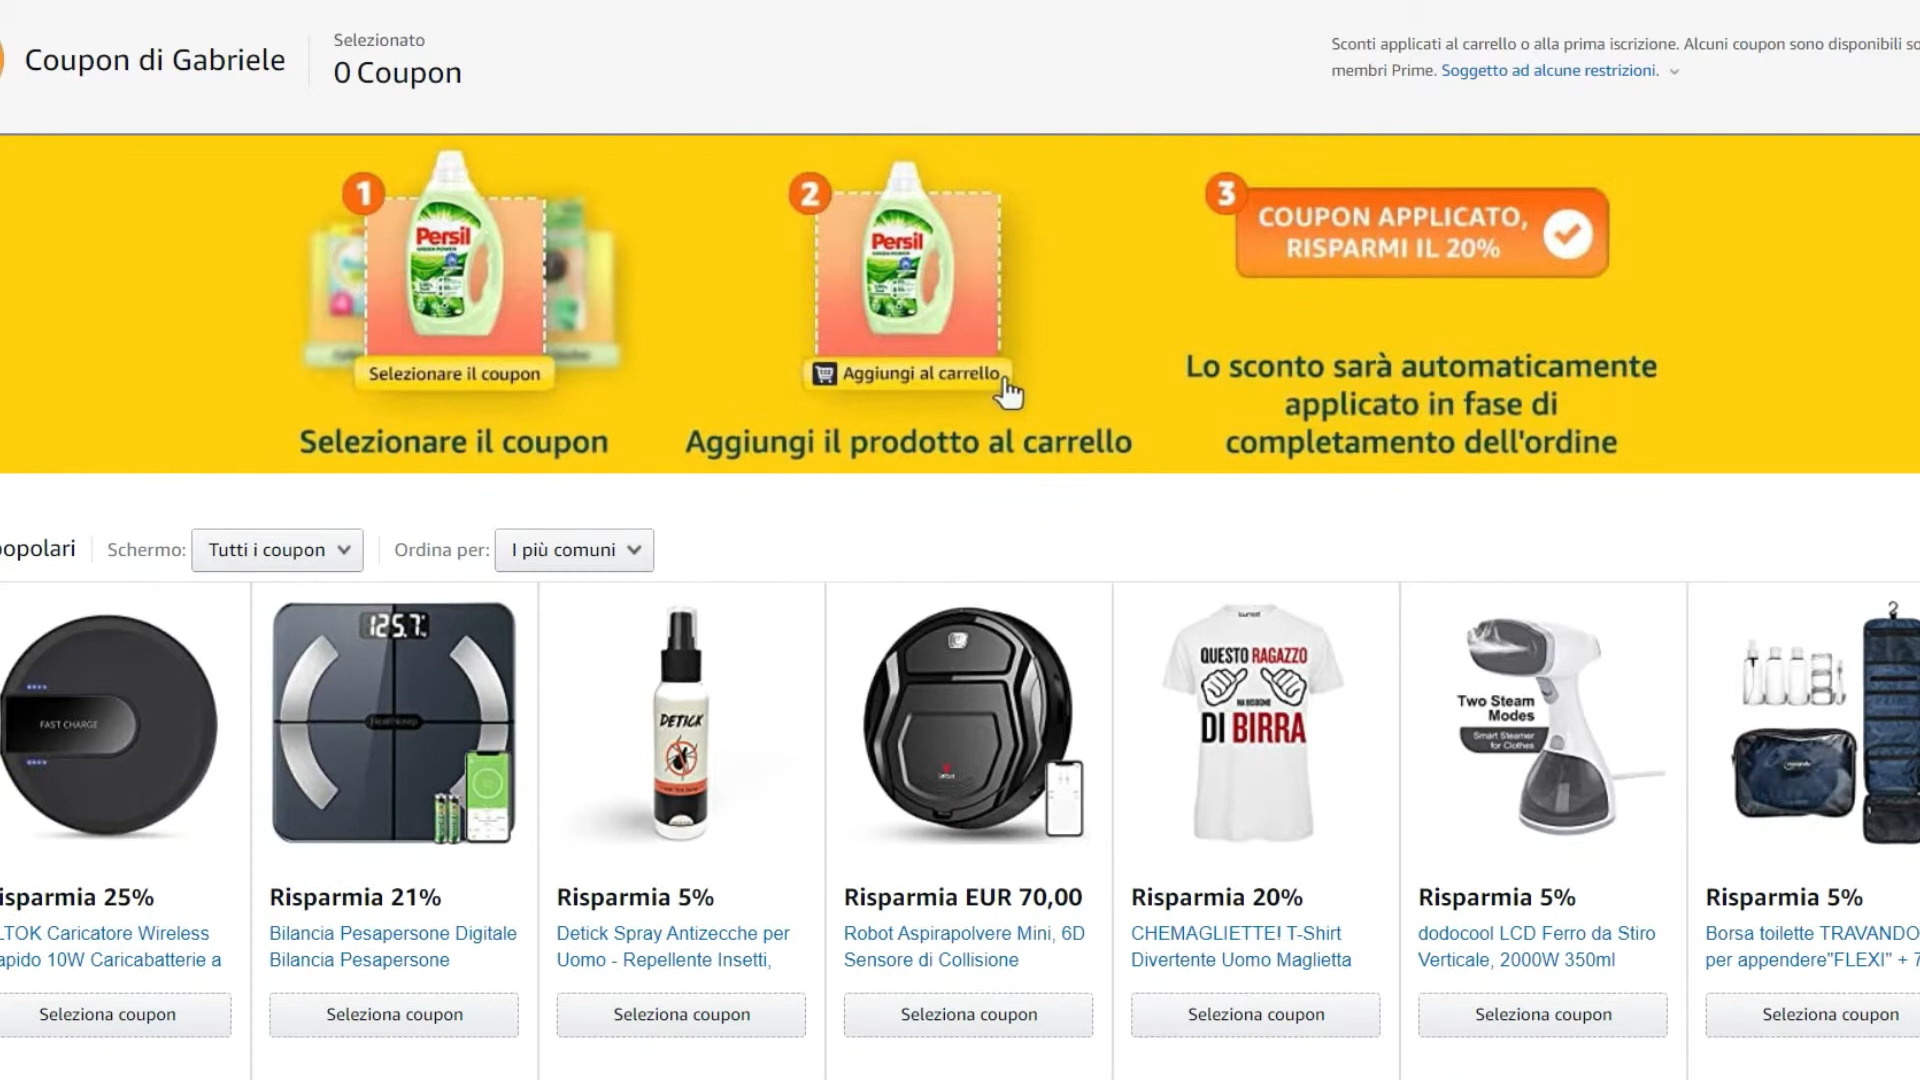 Coupon di Gabriele
Selezionato
0 Coupon
Sconti applicati al carrello o alla prima iscrizione. Alcuni coupon sono disponibili so
membri Prime. Soggetto ad alcune restrizioni.
1
Persil
Selezionare il coupon
Selezionare il coupon
2
Persil
Aggiungi al carrello
Aggiungi il prodotto al carrello
3
COUPON APPLICATO,
RISPARMI IL 20%
Lo sconto sarà automaticamente
applicato in fase di
completamento dell'ordine
opolari
Schermo:
Tutti i coupon
Ordina per:
I più comuni
FAST CHARGE
isparmia 25%
LTOK Caricatore Wireless
apido 10W Caricabatterie a
Seleziona coupon
125.7
Risparmia 21%
Bilancia Pesapersone Digitale
Bilancia Pesapersone
Seleziona coupon
DETICK
Risparmia 5%
Detick Spray Antizecche per
Uomo - Repellente Insetti,
Seleziona coupon
Risparmia EUR 70,00
Robot Aspirapolvere Mini, 6D
Sensore di Collisione
Seleziona coupon
QUESTO RAGAZZO
HA BISOGNO
DI BIRRA
Risparmia 20%
CHEMAGLIETTE! T-Shirt
Divertente Uomo Maglietta
Seleziona coupon
Two Steam
Modes
Smart Steamer
for Clothes
Risparmia 5%
dodocool LCD Ferro da Stiro
Verticale, 2000W 350ml
Seleziona coupon
Risparmia 5%
Borsa toilette TRAVANDO
per appendere"FLEXI" + 7
Seleziona coupon